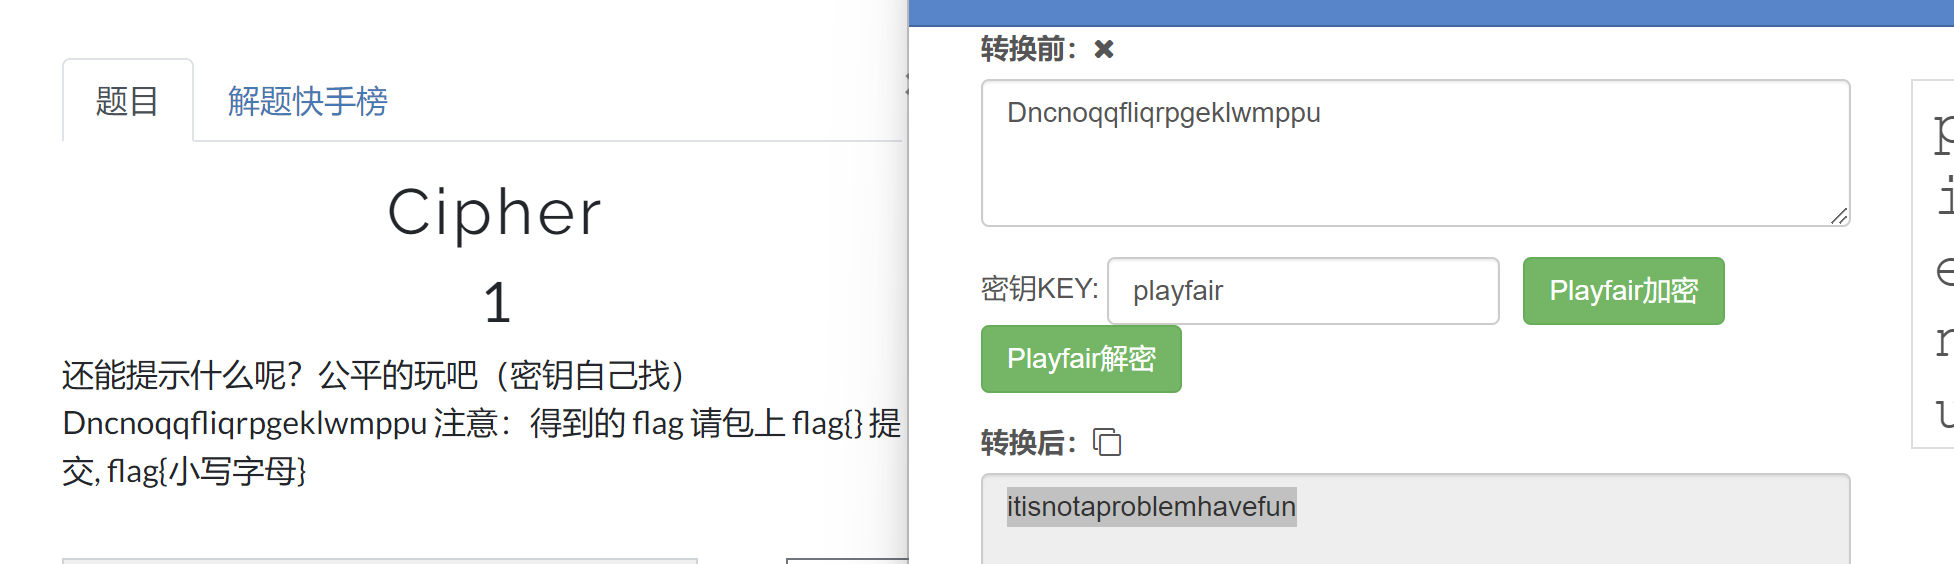 题目
解题快手榜
Cipher
1
还能提示什么呢？公平的玩吧（密钥自己找）
Dncnoqqfliqrpgeklwmppu 注意：得到的 flag 请包上 flag{} 提
交, flag{小写字母}
转换前：
Dncnoqqfliqrpgeklwmppu
密钥KEY:
playfair
Playfair加密
Playfair解密
转换后：
itisnotaproblemhavefun